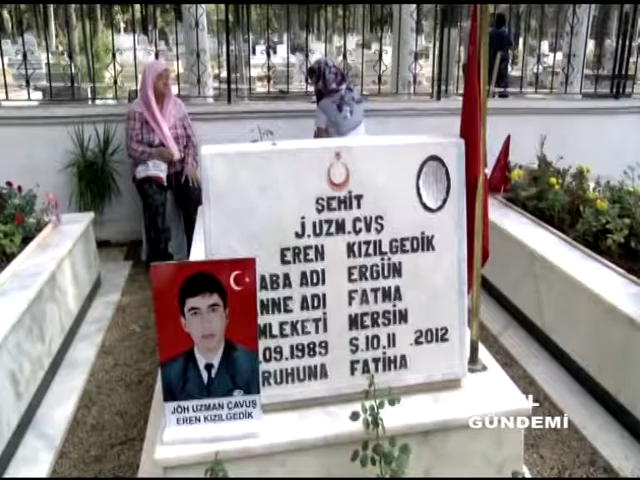 ŞEHİT
J.UZM.ÇVŞ
EREN KIZILGEDİK
ABA ADI ERGÜN
NNE ADI FATMA
MLEKETİ MERSİN
.09.1989 Ş.10.11 .2012
RUHUNA FATİHA
JÖH UZMAN ÇAVUŞ
EREN KIZILGEDİK
GÜNDEMİ